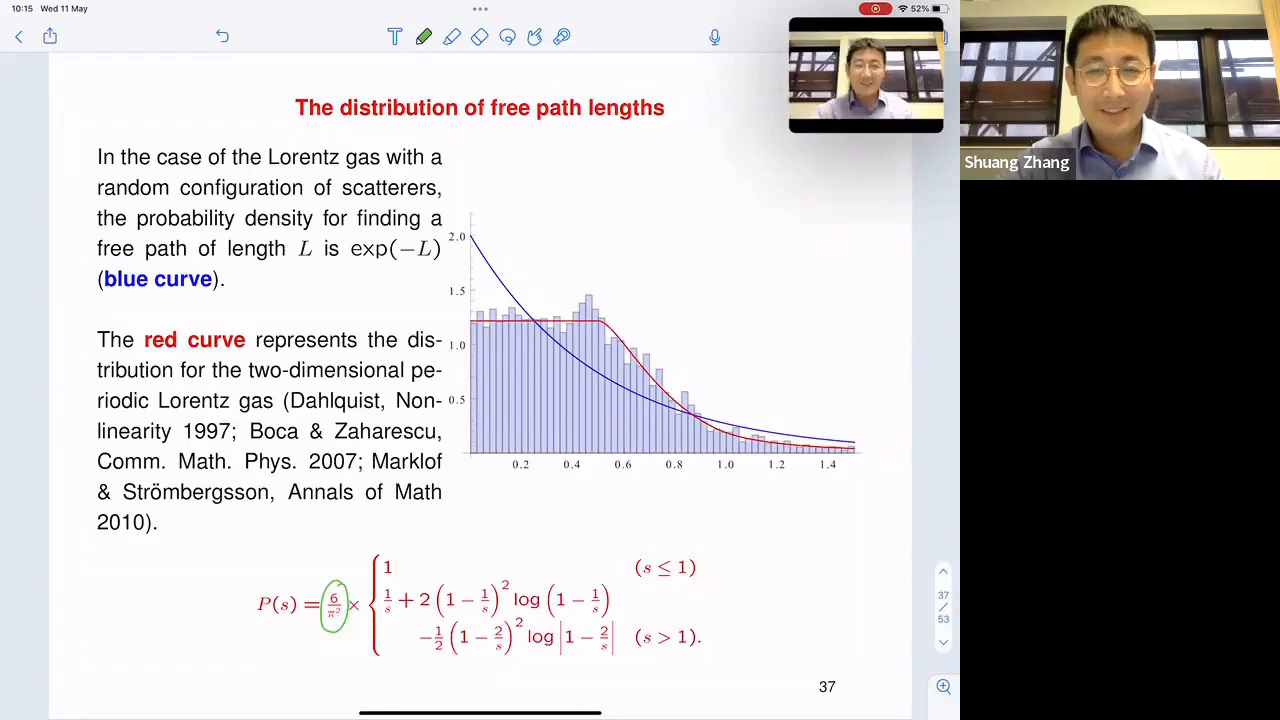 10:15 Wed 11 May
52%
The distribution of free path lengths
In the case of the Lorentz gas with a
random configuration of scatterers,
the probability density for finding a
free path of length L is exp(−L)
(blue curve).
The red curve represents the dis-
tribution for the two-dimensional pe-
riodic Lorentz gas (Dahlquist, Non-
linearity 1997; Boca & Zaharescu,
Comm. Math. Phys. 2007; Marklof
& Strömbergsson, Annals of Math
2010).
2.0
1.5
1.0
0.5
0.2 0.4 0.6 0.8 1.0 1.2 1.4
P(s) = 6/π² × { 1 (s ≤ 1)
1/s + 2 (1 − 1/s)² log (1 − 1/s)
−1/2 (1 − 2/s)² log |1 − 2/s| (s > 1).
37
37
/
53
Shuang Zhang